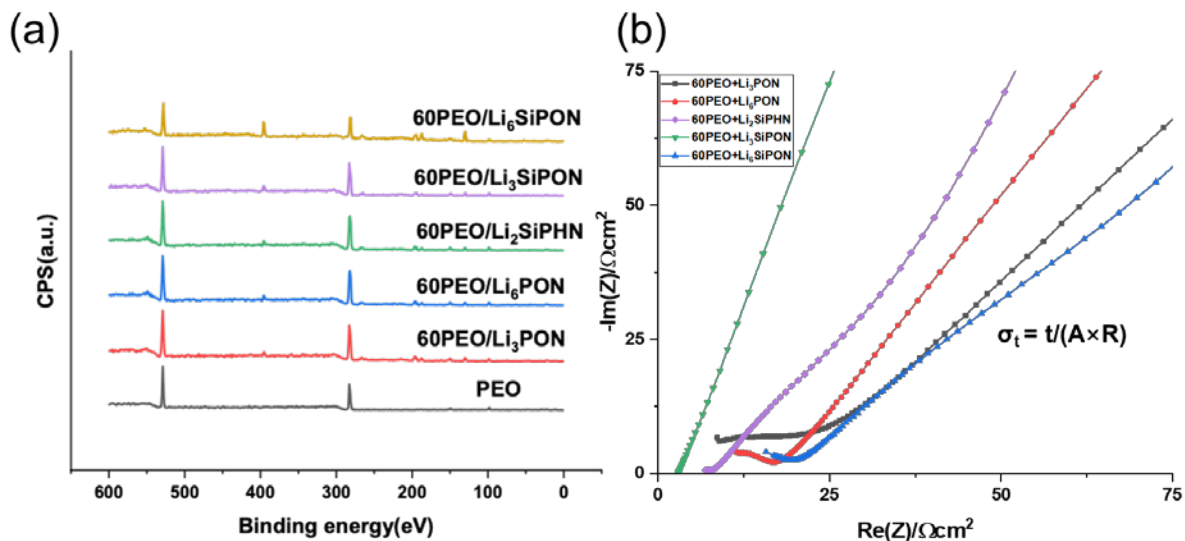 (a)
60PEO/Li₆SiPON
60PEO/Li₃SiPON
60PEO/Li₂SiPHN
60PEO/Li₆PON
60PEO/Li₃PON
PEO
CPS(a.u.)
600 500 400 300 200 100 0
Binding energy(eV)
(b)
75
50
25
0
60PEO+Li₃PON
60PEO+Li₆PON
60PEO+Li₂SiPHN
60PEO+Li₃SiPON
60PEO+Li₆SiPON
σₜ = t/(A×R)
-Im(Z)/Ωcm²
0 25 50 75
Re(Z)/Ωcm²